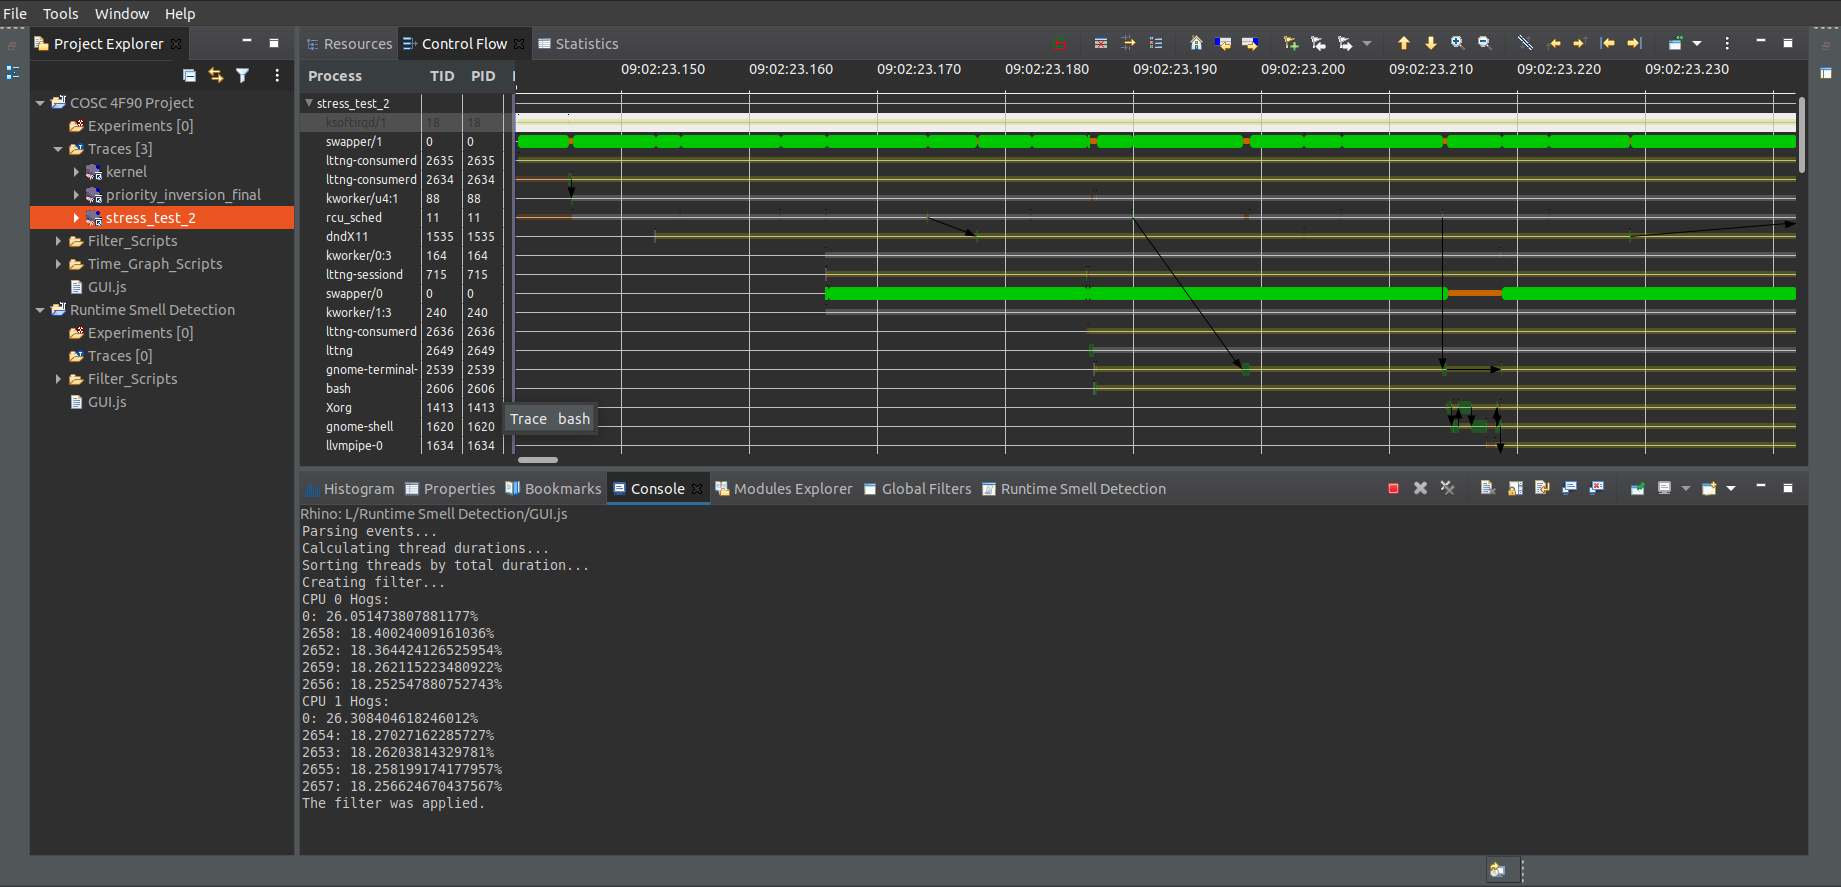 File Tools Window Help
Project Explorer
Resources Control Flow Statistics
COSC 4F90 Project
Experiments [0]
Traces [3]
kernel
priority_inversion_final
stress_test_2
Filter_Scripts
Time_Graph_Scripts
GUI.js
Runtime Smell Detection
Experiments [0]
Traces [0]
Filter_Scripts
GUI.js
Process TID PID
09:02:23.150 09:02:23.160 09:02:23.170 09:02:23.180 09:02:23.190 09:02:23.200 09:02:23.210 09:02:23.220 09:02:23.230
stress_test_2
ksoftirqd/1 18 18
swapper/1 0 0
lttng-consumerd 2635 2635
lttng-consumerd 2634 2634
kworker/u4:1 88 88
rcu_sched 11 11
dndX11 1535 1535
kworker/0:3 164 164
lttng-sessiond 715 715
swapper/0 0 0
kworker/1:3 240 240
lttng-consumerd 2636 2636
lttng 2649 2649
gnome-terminal- 2539 2539
bash 2606 2606
Xorg 1413 1413
gnome-shell 1620 1620
llvmpipe-0 1634 1634
Trace bash
Histogram Properties Bookmarks Console Modules Explorer Global Filters Runtime Smell Detection
Rhino: L/Runtime Smell Detection/GUI.js
Parsing events...
Calculating thread durations...
Sorting threads by total duration...
Creating filter...
CPU 0 Hogs:
0: 26.051473807881177%
2658: 18.40024009161036%
2652: 18.364424126525954%
2659: 18.262115223480922%
2656: 18.252547880752743%
CPU 1 Hogs:
0: 26.308404618246012%
2654: 18.27027162285727%
2653: 18.26203814329781%
2655: 18.258199174177957%
2657: 18.256624670437567%
The filter was applied.